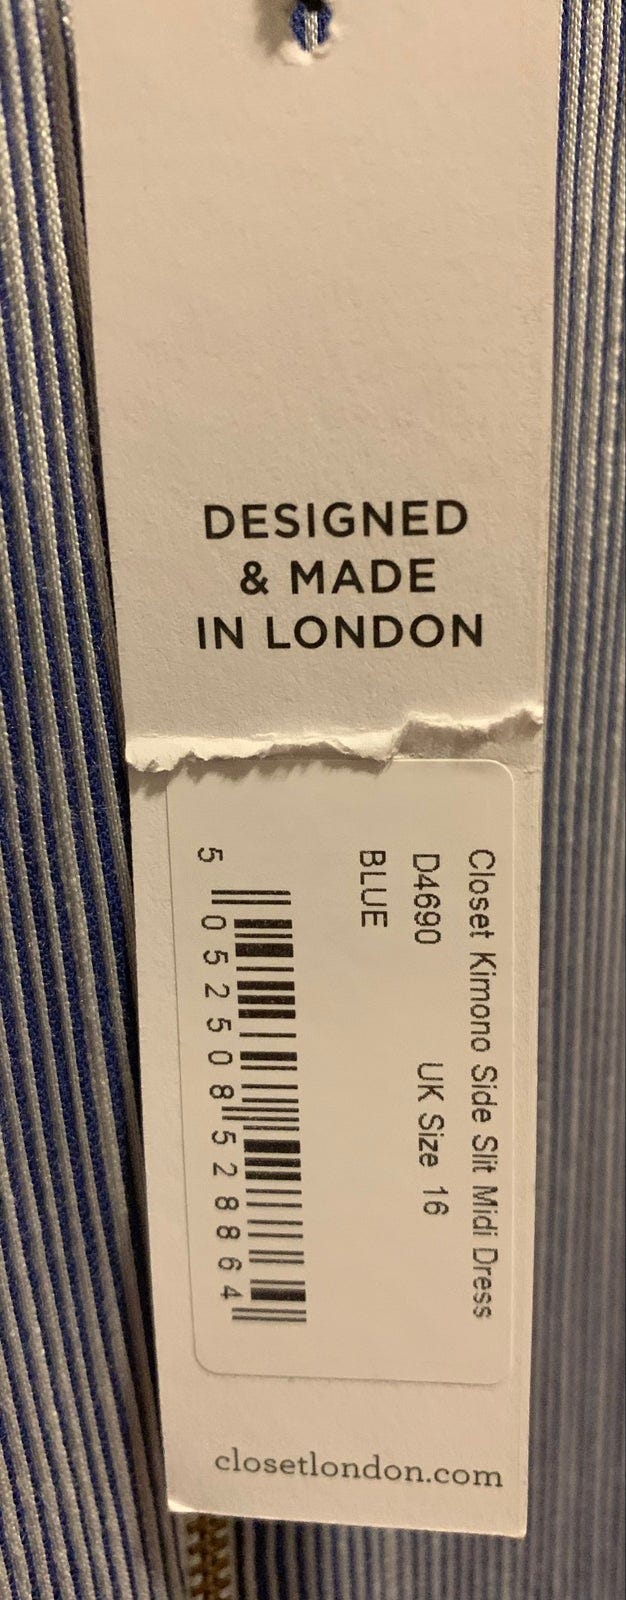 DESIGNED
& MADE
IN LONDON
Closet Kimono Side Slit Midi Dress
D4690 UK Size 16
BLUE
5 052508 528864
closetlondon.com